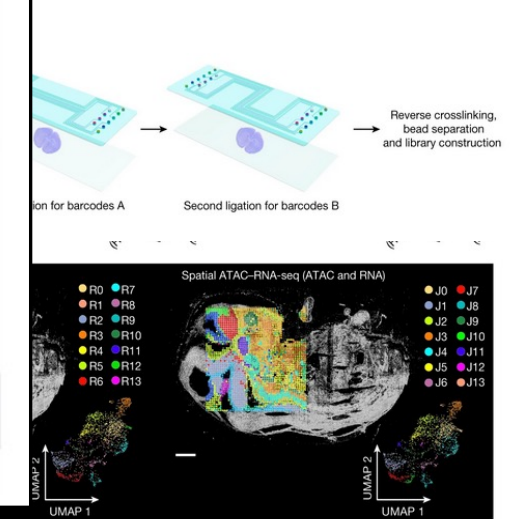 Reverse crosslinking,
bead separation
and library construction
ion for barcodes A
Second ligation for barcodes B
Spatial ATAC–RNA-seq (ATAC and RNA)
R0 R7
R1 R8
R2 R9
R3 R10
R4 R11
R5 R12
R6 R13
J0 J7
J1 J8
J2 J9
J3 J10
J4 J11
J5 J12
J6 J13
UMAP 2
UMAP 1
UMAP 2
UMAP 1